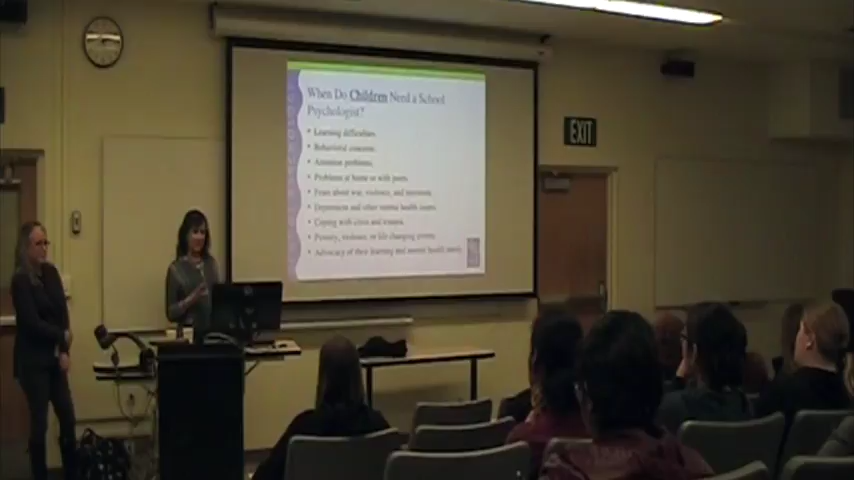 When Do Children Need a School
Psychologist?
• Learning difficulties
• Behavioral concerns
• Attention problems
• Problems at home or with peers
• Fears about war, violence, and terrorism
• Depression and other mental health issues
• Coping with crisis and trauma
• Poverty, violence, or life changing events
• Advocacy of their learning and mental health needs
EXIT